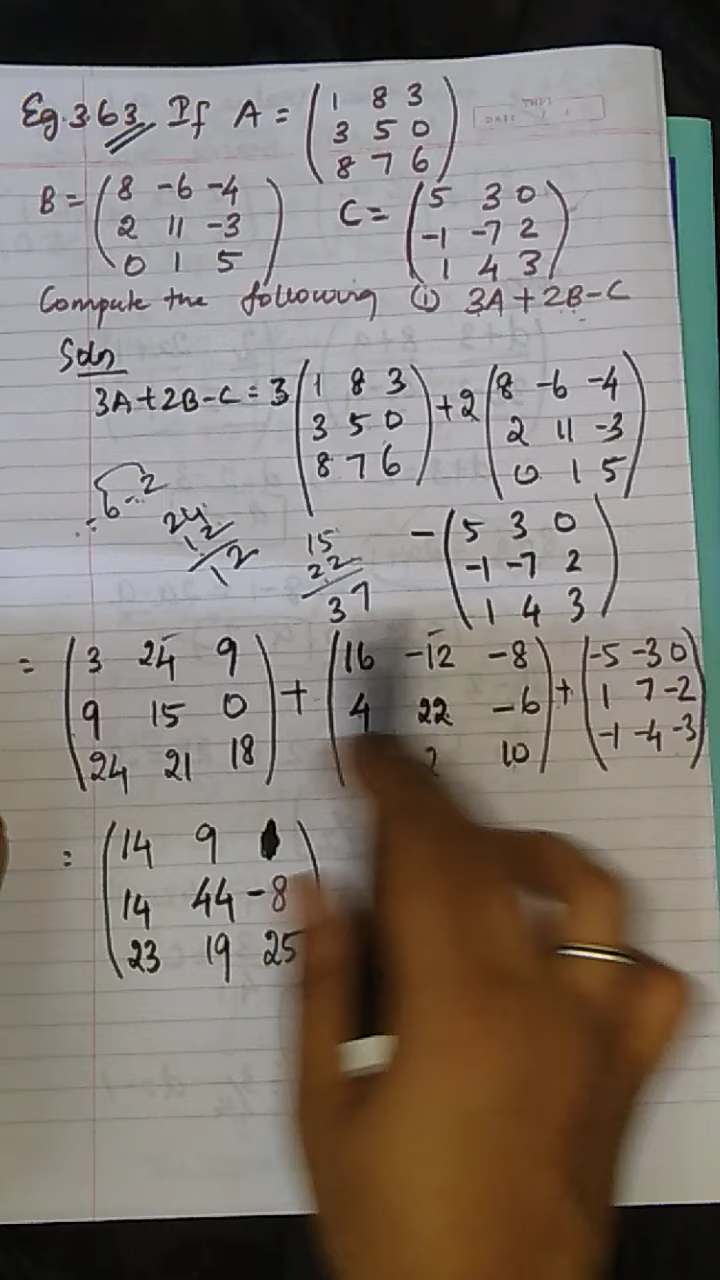 Eg.3.63. If A = (1 8 3
3 5 0
8 7 6)
B = (8 -6 -4
2 11 -3
0 1 5) C = (5 3 0
-1 -7 2
1 4 3)
Compute the following (i) 3A+2B-C
Soln
3A+2B-C = 3 (1 8 3
3 5 0
8 7 6) +2 (8 -6 -4
2 11 -3
0 1 5)
- (5 3 0
-1 -7 2
1 4 3)
24
12
12
15
22
37
= (3 24 9
9 15 0
24 21 18) + (16 -12 -8
4 22 -6
2 10) + (-5 -3 0
1 7 -2
-1 -4 -3)
= (14 9
14 44 -8
23 19 25